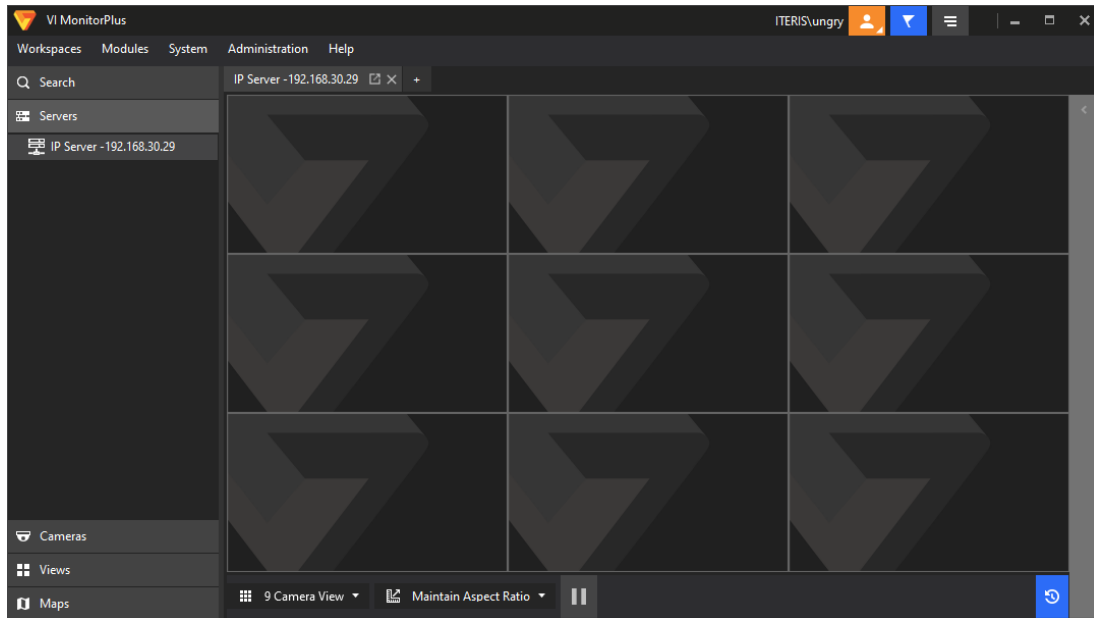 VI MonitorPlus
ITERIS\ungry
Workspaces Modules System Administration Help
Search
IP Server -192.168.30.29
+
Servers
IP Server -192.168.30.29
Cameras
Views
Maps
9 Camera View
Maintain Aspect Ratio